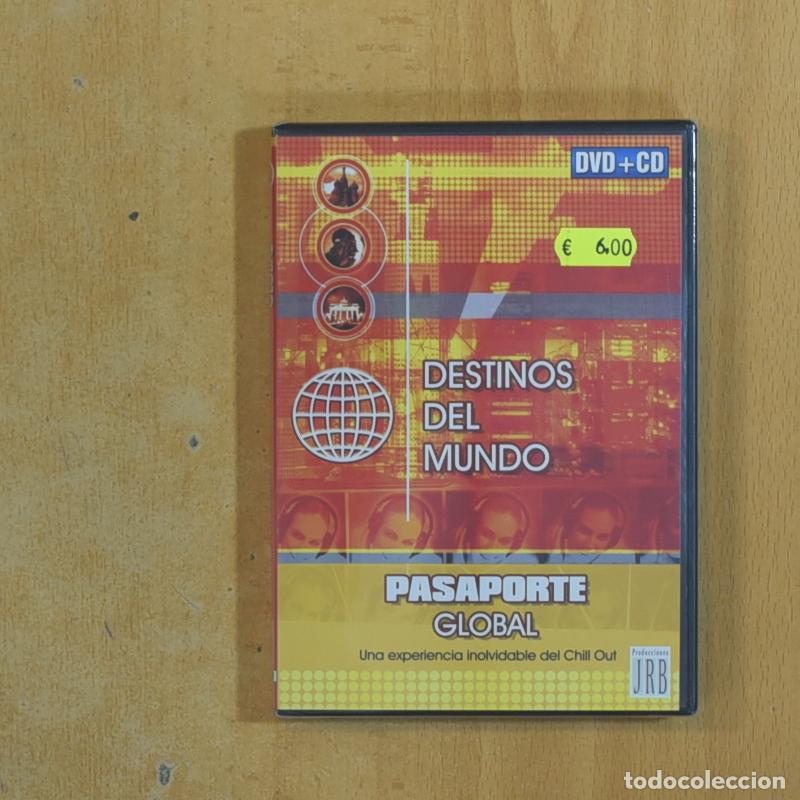 DVD+CD
€ 6.00
DESTINOS
DEL
MUNDO
PASAPORTE
GLOBAL
Una experiencia inolvidable del Chill Out
Producciones
JRB
todocoleccion